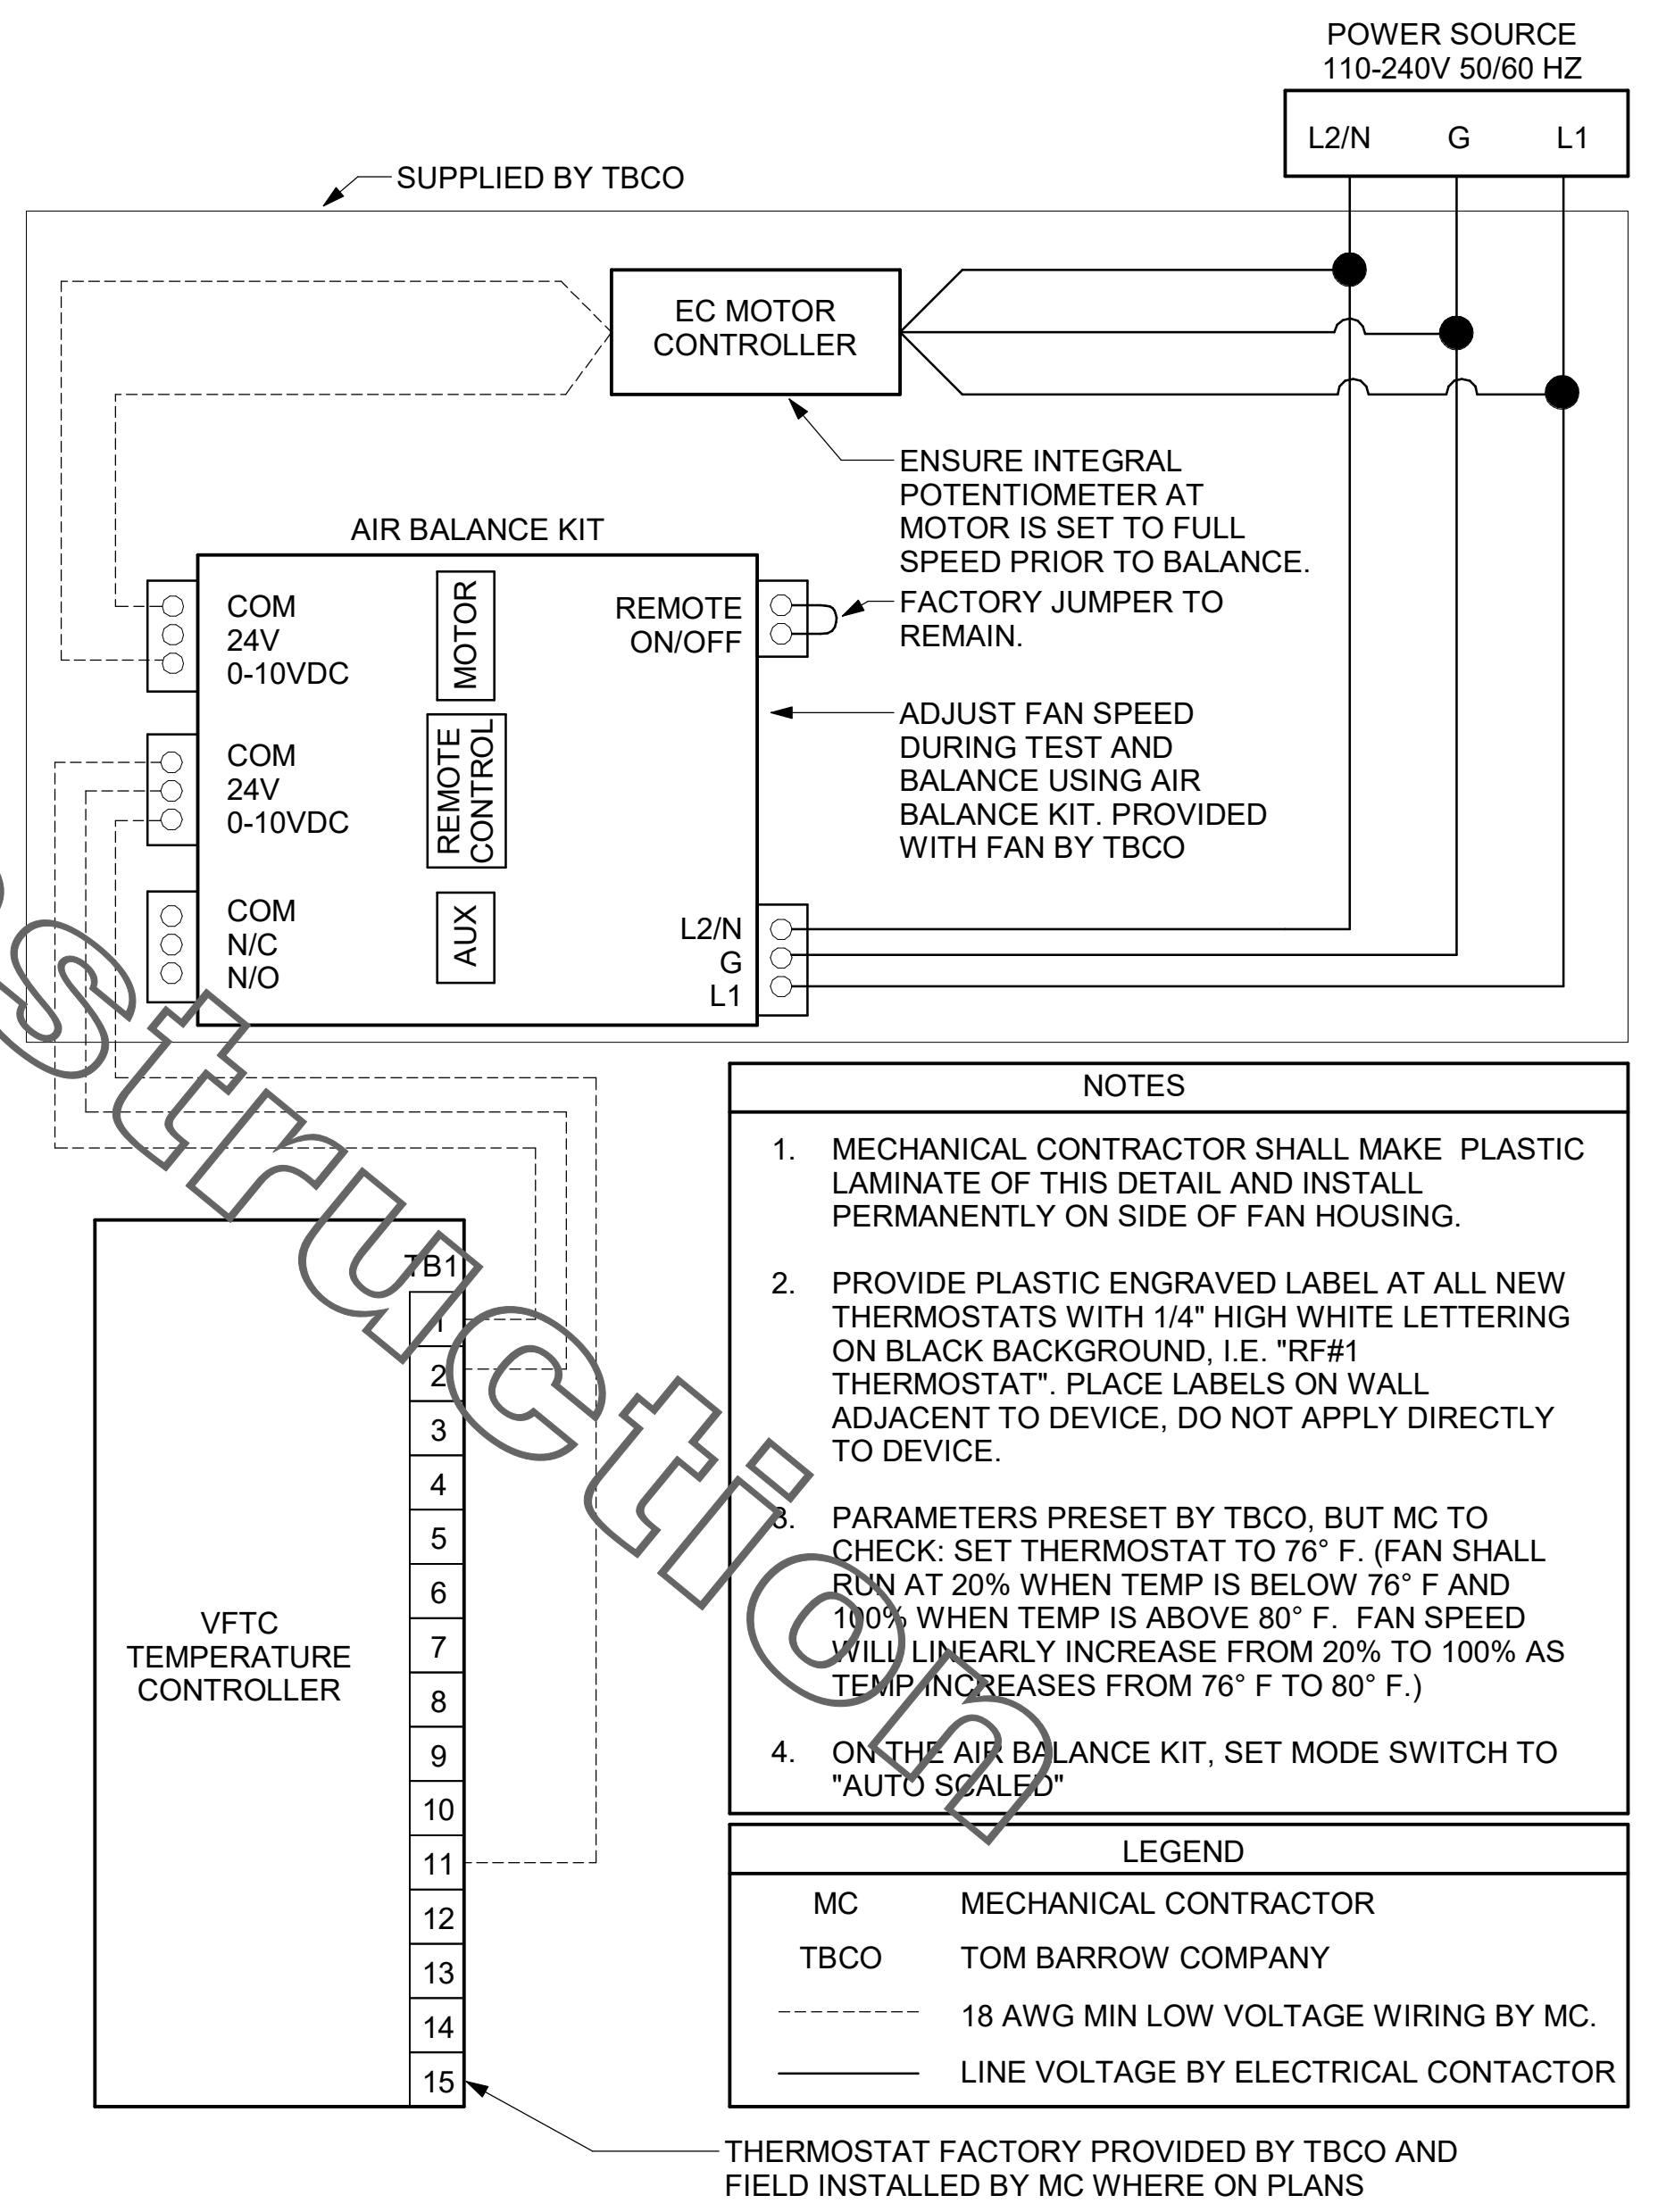 POWER SOURCE
110-240V 50/60 HZ
L2/N G L1
SUPPLIED BY TBCO
EC MOTOR
CONTROLLER
ENSURE INTEGRAL
POTENTIOMETER AT
MOTOR IS SET TO FULL
SPEED PRIOR TO BALANCE.
FACTORY JUMPER TO
REMAIN.
ADJUST FAN SPEED
DURING TEST AND
BALANCE USING AIR
BALANCE KIT. PROVIDED
WITH FAN BY TBCO
AIR BALANCE KIT
COM
24V
0-10VDC
MOTOR
REMOTE
ON/OFF
COM
24V
0-10VDC
REMOTE
CONTROL
COM
N/C
N/O
AUX
L2/N
G
L1
NOTES
1. MECHANICAL CONTRACTOR SHALL MAKE PLASTIC
LAMINATE OF THIS DETAIL AND INSTALL
PERMANENTLY ON SIDE OF FAN HOUSING.
2. PROVIDE PLASTIC ENGRAVED LABEL AT ALL NEW
THERMOSTATS WITH 1/4" HIGH WHITE LETTERING
ON BLACK BACKGROUND, I.E. "RF#1
THERMOSTAT". PLACE LABELS ON WALL
ADJACENT TO DEVICE, DO NOT APPLY DIRECTLY
TO DEVICE.
3. PARAMETERS PRESET BY TBCO, BUT MC TO
CHECK: SET THERMOSTAT TO 76° F. (FAN SHALL
RUN AT 20% WHEN TEMP IS BELOW 76° F AND
100% WHEN TEMP IS ABOVE 80° F. FAN SPEED
WILL LINEARLY INCREASE FROM 20% TO 100% AS
TEMP INCREASES FROM 76° F TO 80° F.)
4. ON THE AIR BALANCE KIT, SET MODE SWITCH TO
"AUTO SCALED"
LEGEND
MC MECHANICAL CONTRACTOR
TBCO TOM BARROW COMPANY
18 AWG MIN LOW VOLTAGE WIRING BY MC.
LINE VOLTAGE BY ELECTRICAL CONTACTOR
VFTC
TEMPERATURE
CONTROLLER
TB1
1
2
3
4
5
6
7
8
9
10
11
12
13
14
15
THERMOSTAT FACTORY PROVIDED BY TBCO AND
FIELD INSTALLED BY MC WHERE ON PLANS
struction